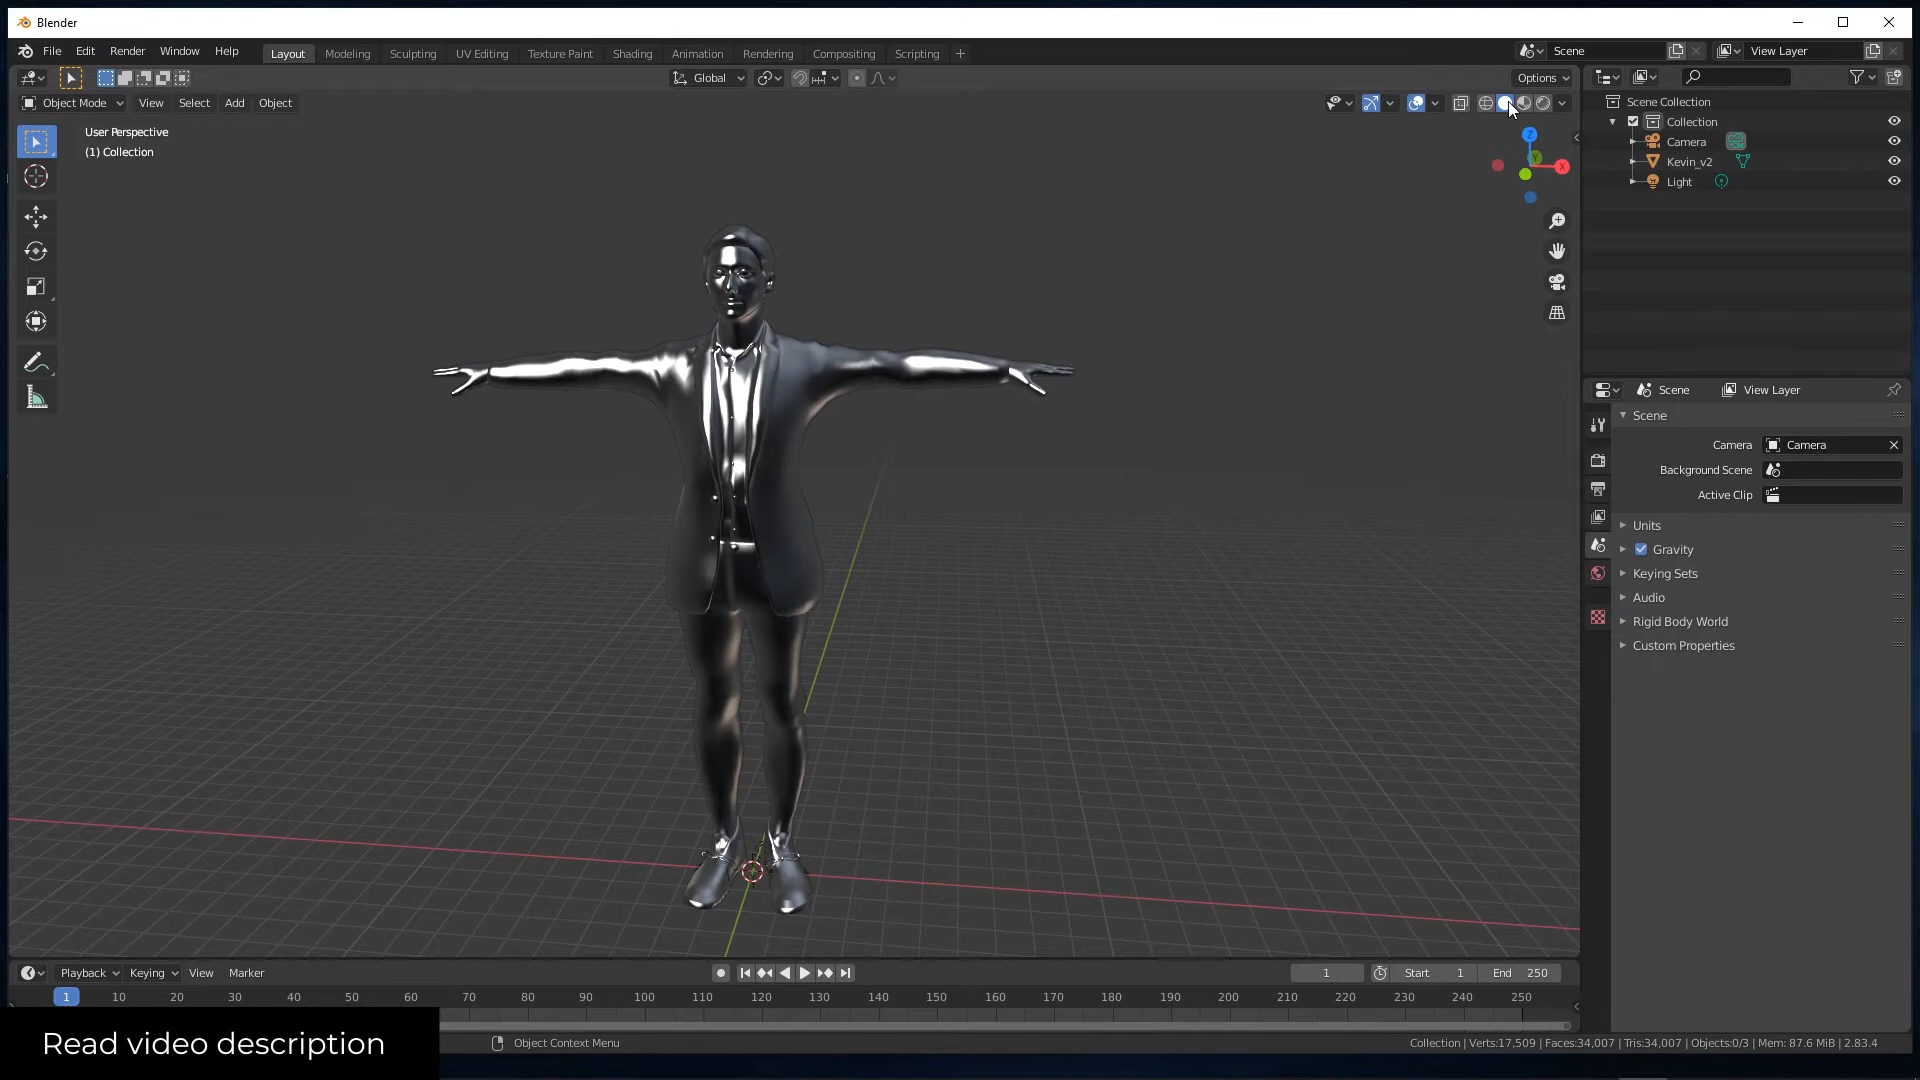 Blender
File Edit Render Window Help Layout Modeling Sculpting UV Editing Texture Paint Shading Animation Rendering Compositing Scripting + Scene View Layer
Global Options
Object Mode View Select Add Object
User Perspective
(1) Collection
Z
Y
X
Scene Collection
Collection
Camera
Kevin_v2
Light
Scene View Layer
Scene
Camera Camera
Background Scene
Active Clip
Units
Gravity
Keying Sets
Audio
Rigid Body World
Custom Properties
Playback Keying View Marker 1 Start 1 End 250
1 10 20 30 40 50 60 70 80 90 100 110 120 130 140 150 160 170 180 190 200 210 220 230 240 250
Read video description
Object Context Menu
Collection | Verts:17,509 | Faces:34,007 | Tris:34,007 | Objects:0/3 | Mem: 87.6 MiB | 2.83.4